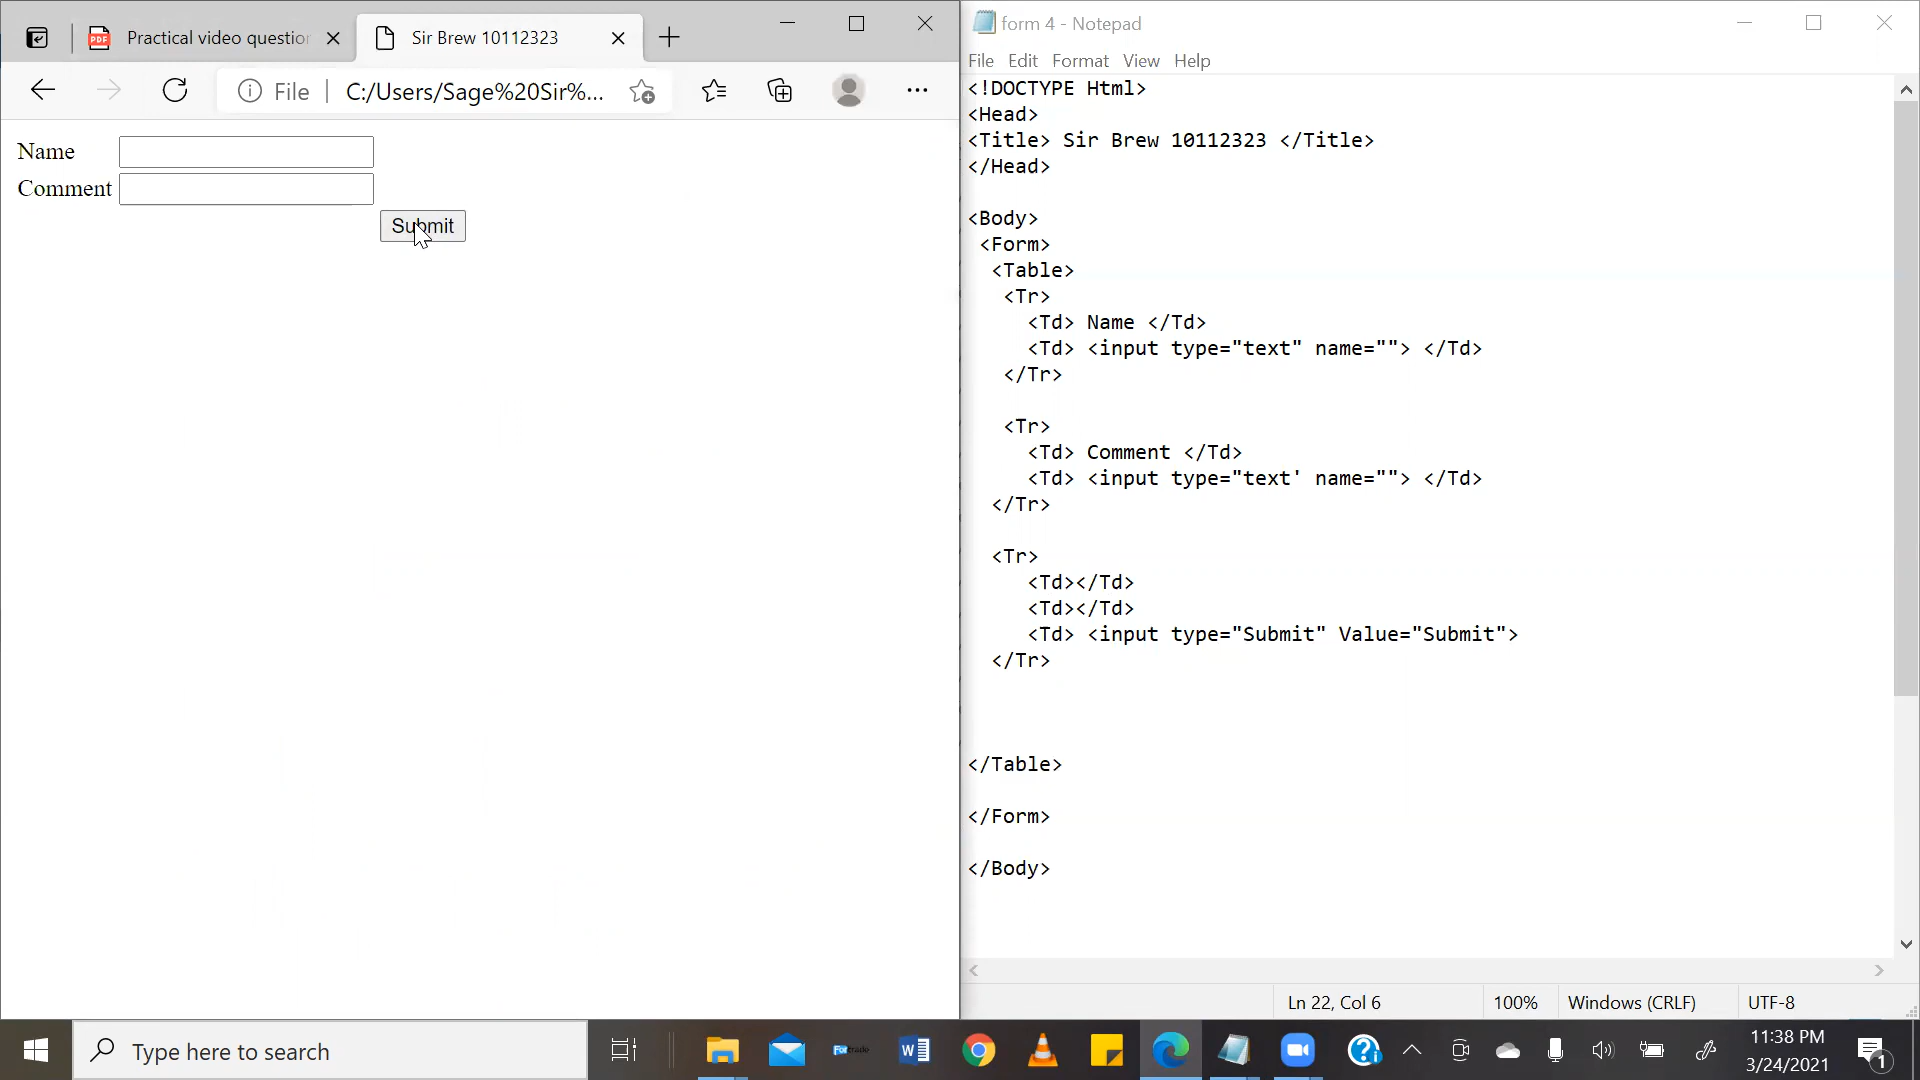 Practical video question
Sir Brew 10112323
File
C:/Users/Sage%20Sir%...
Name
Comment
Submit
form 4 - Notepad
File Edit Format View Help
<!DOCTYPE Html>
<Head>
<Title> Sir Brew 10112323 </Title>
</Head>
<Body>
<Form>
<Table>
<Tr>
<Td> Name </Td>
<Td> <input type="text" name=""> </Td>
</Tr>
<Tr>
<Td> Comment </Td>
<Td> <input type="text' name=""> </Td>
</Tr>
<Tr>
<Td></Td>
<Td></Td>
<Td> <input type="Submit" Value="Submit">
</Tr>
</Table>
</Form>
</Body>
Ln 22, Col 6
100%
Windows (CRLF)
UTF-8
Type here to search
Fortrade
11:38 PM
3/24/2021
1